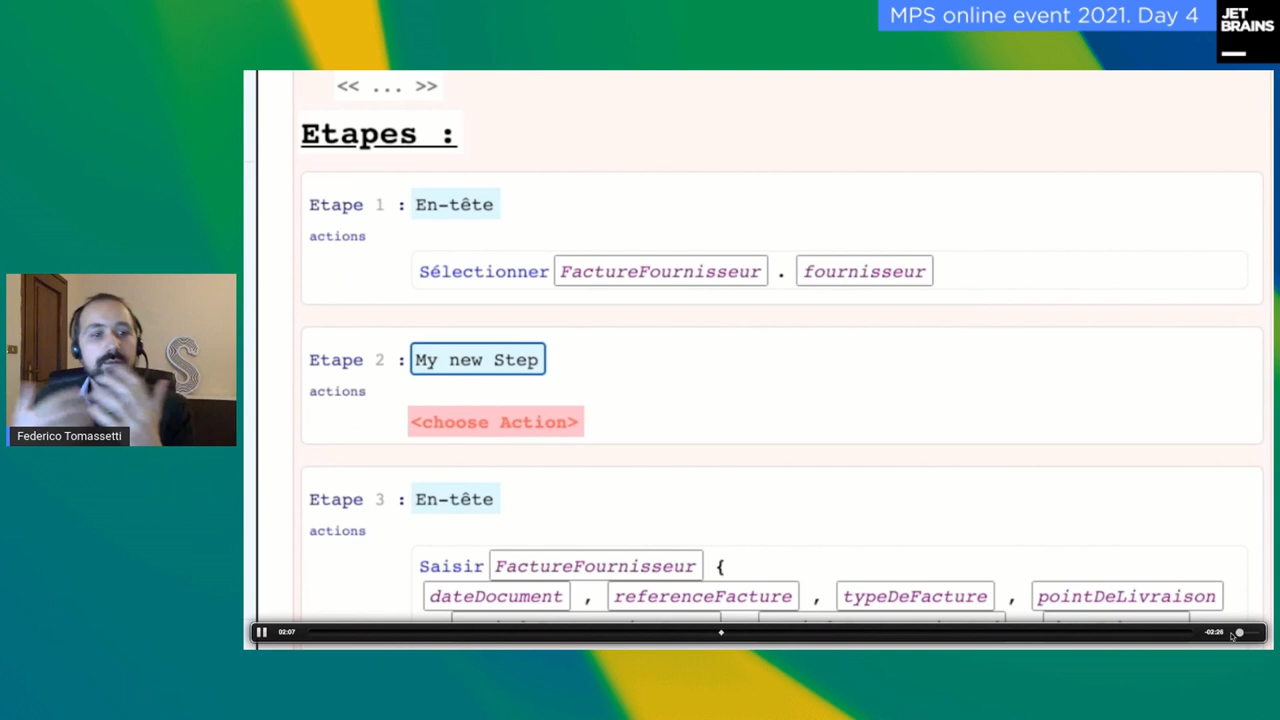 MPS online event 2021. Day 4
JET
BRAINS
<< ... >>
Etapes :
Etape 1 : En-tête
actions
Sélectionner FactureFournisseur . fournisseur
Etape 2 : My new Step
actions
<choose Action>
Etape 3 : En-tête
actions
Saisir FactureFournisseur {
dateDocument , referenceFacture , typeDeFacture , pointDeLivraison
02:07
-02:26
Federico Tomassetti